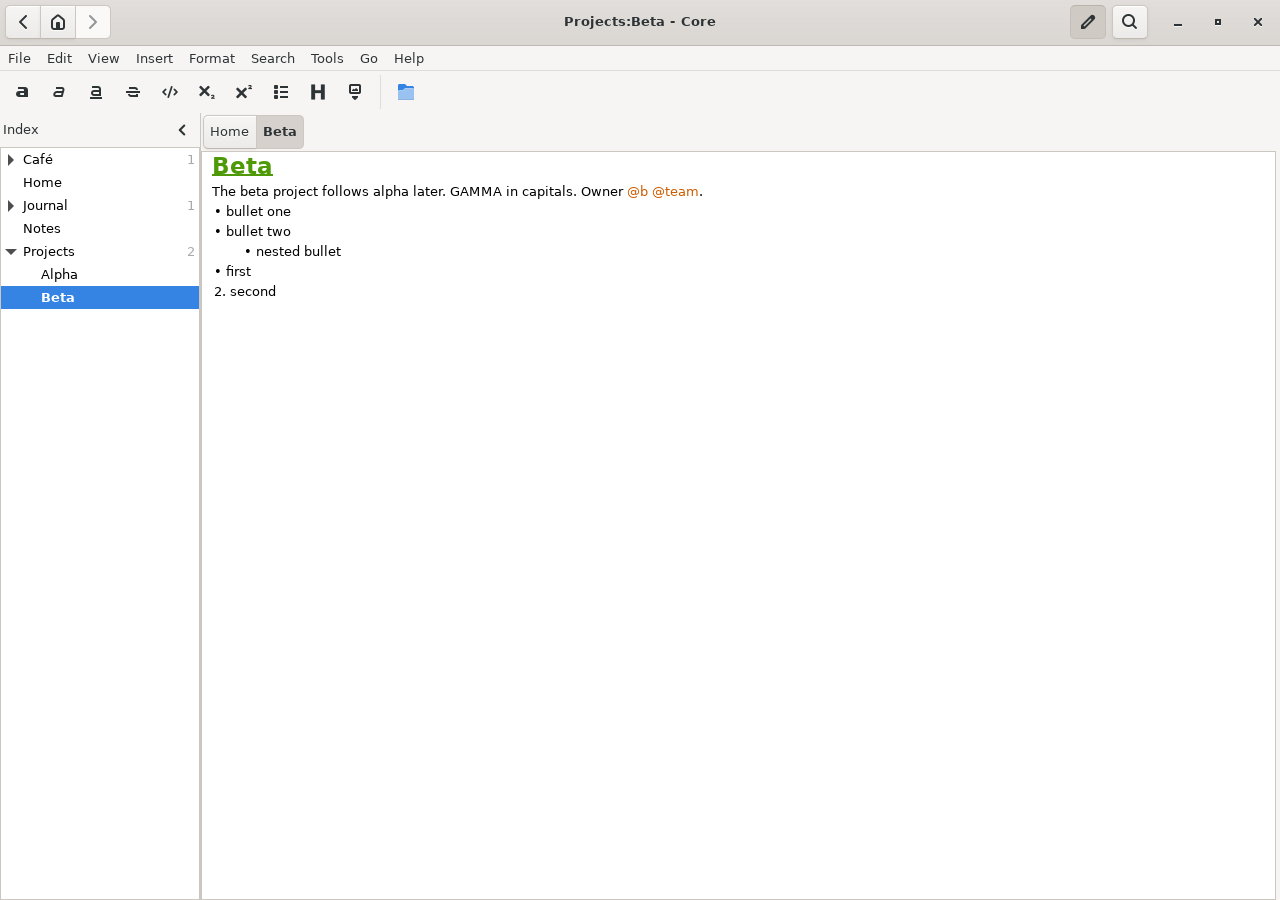 Projects:Beta - Core
File Edit View Insert Format Search Tools Go Help
Index
Home Beta
Café 1
Home
Journal 1
Notes
Projects 2
Alpha
Beta
Beta
The beta project follows alpha later. GAMMA in capitals. Owner @b @team.
• bullet one
• bullet two
• nested bullet
• first
2. second